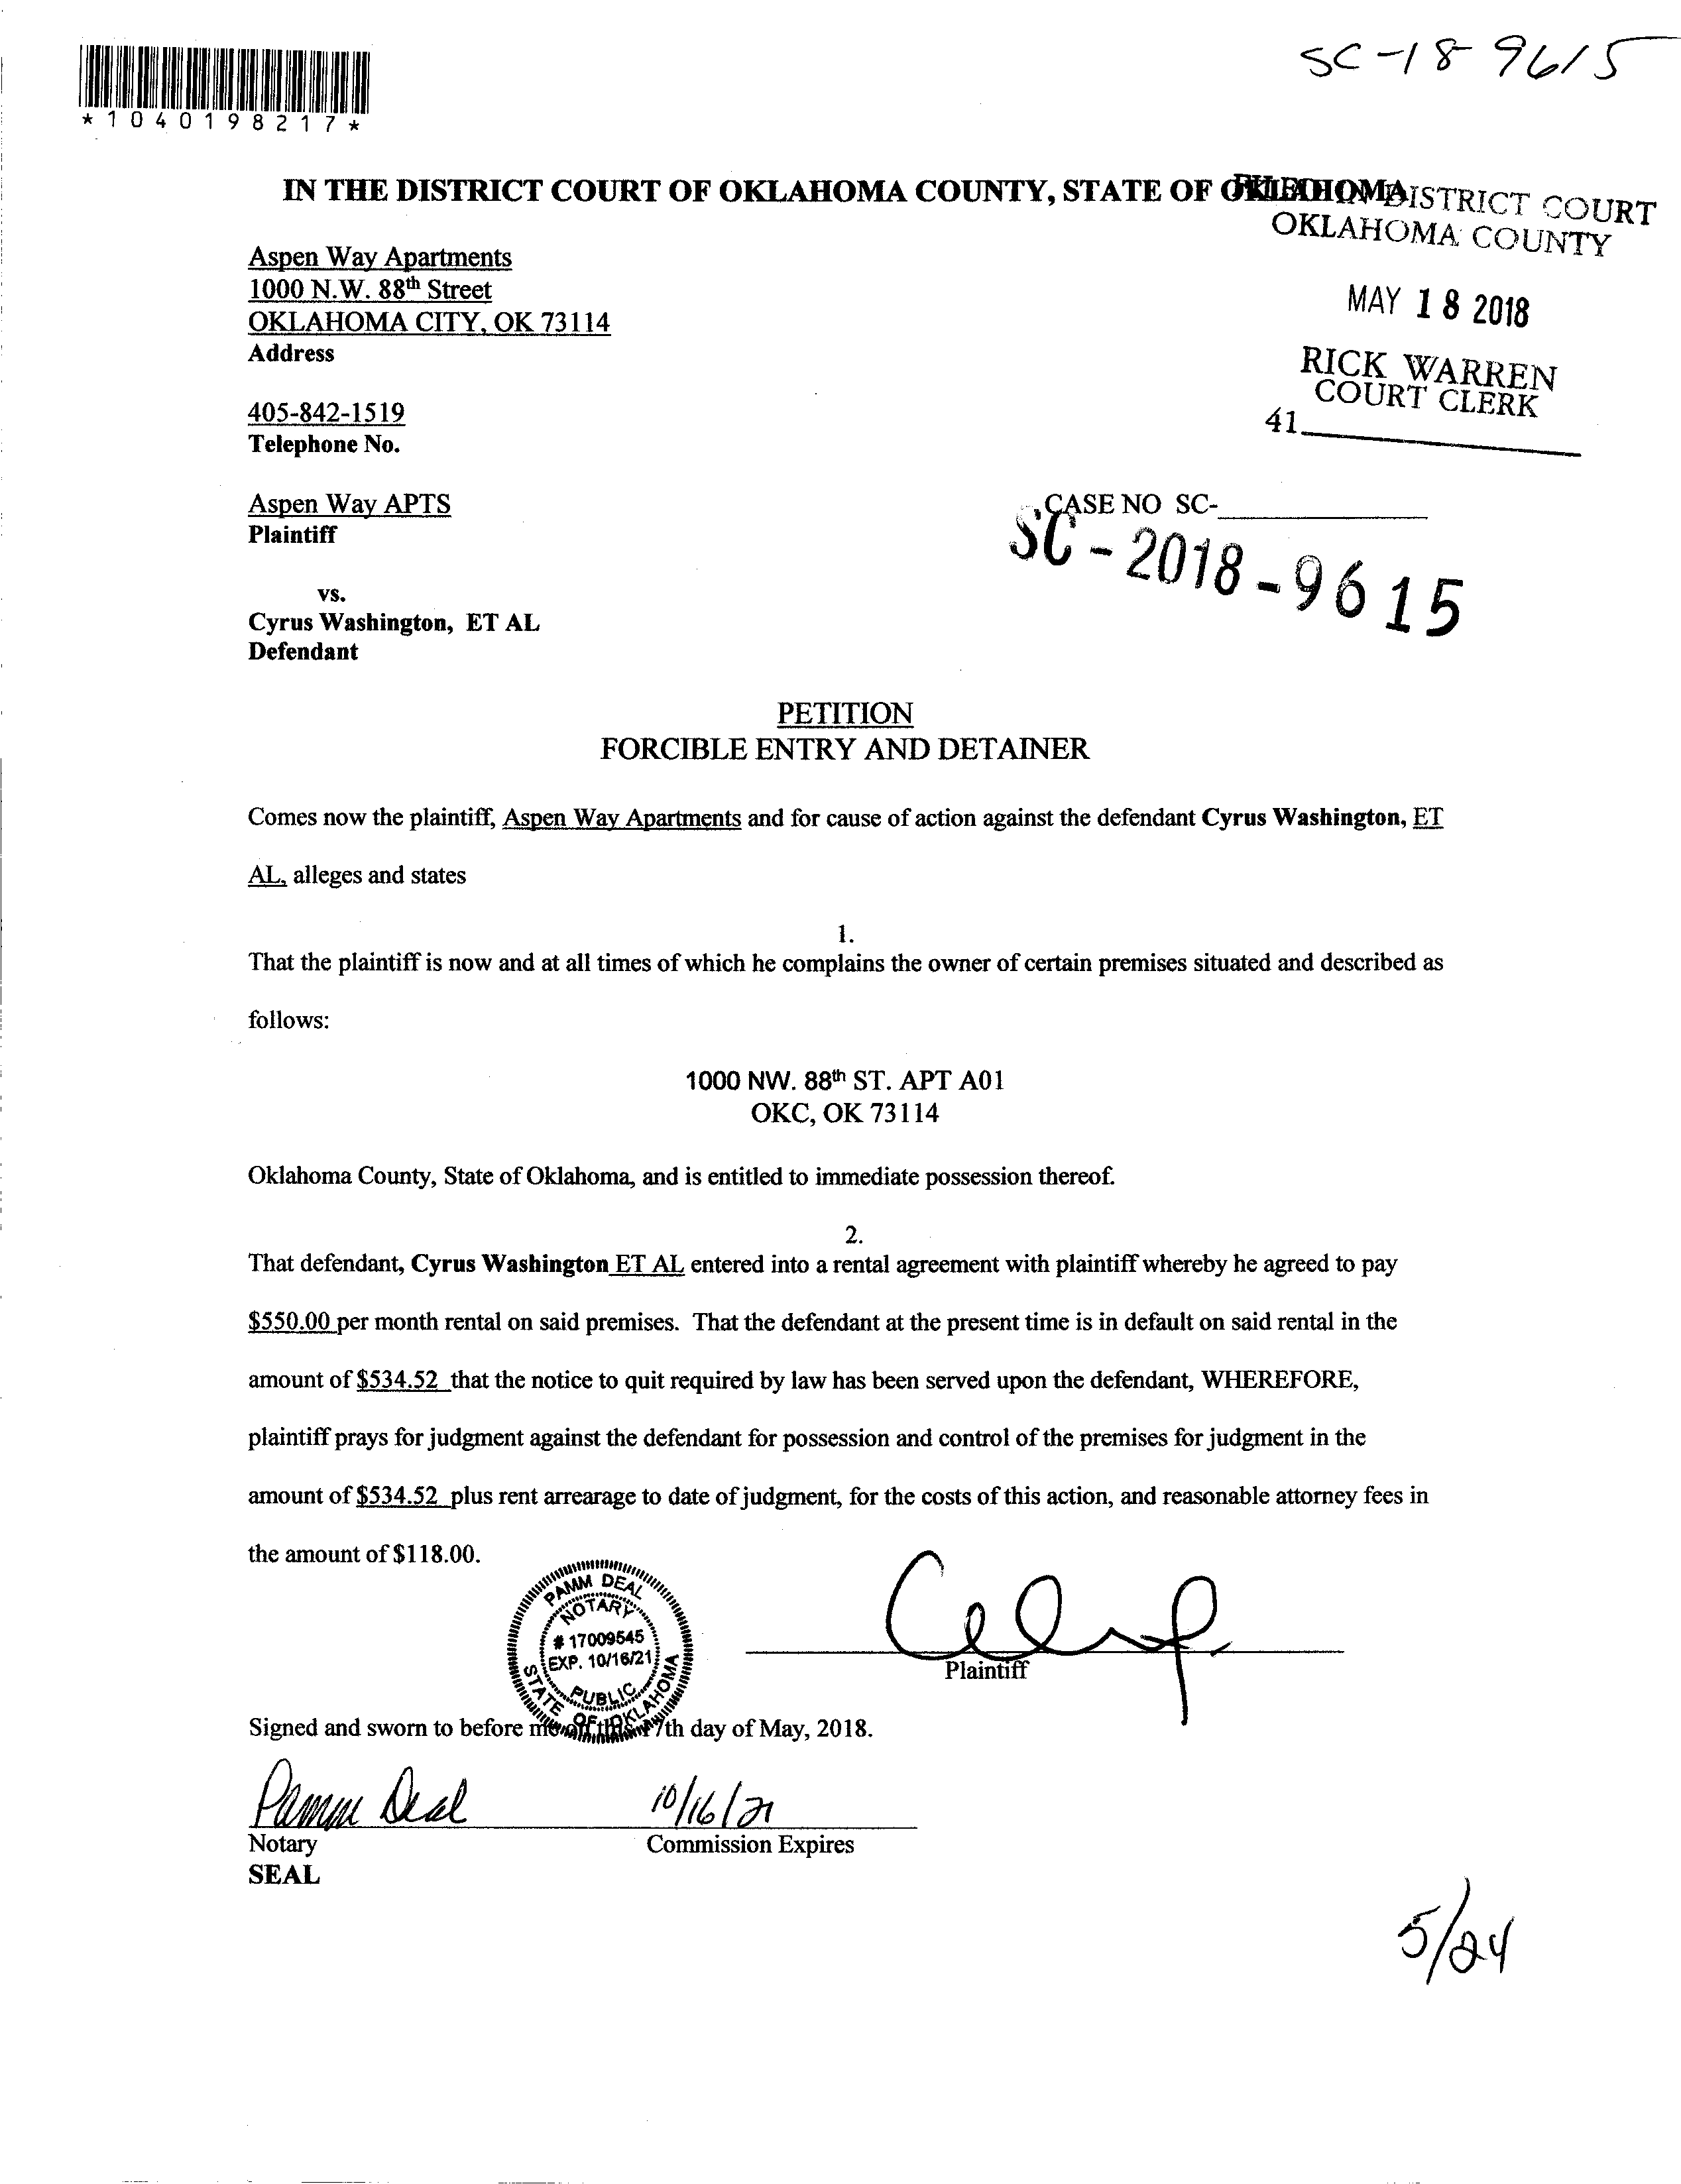 SC-18 9615
*1040198217*
IN THE DISTRICT COURT OF OKLAHOMA COUNTY, STATE OF OKLAHOMA
FILED IN DISTRICT COURT
OKLAHOMA COUNTY
Aspen Way Apartments
1000 N.W. 88th Street
OKLAHOMA CITY, OK 73114
Address
MAY 18 2018
RICK WARREN
COURT CLERK
41
405-842-1519
Telephone No.
Aspen Way APTS
Plaintiff
CASE NO SC-
SC-2018-9615
vs.
Cyrus Washington, ET AL
Defendant
PETITION
FORCIBLE ENTRY AND DETAINER
Comes now the plaintiff, Aspen Way Apartments and for cause of action against the defendant Cyrus Washington, ET
AL, alleges and states
1.
That the plaintiff is now and at all times of which he complains the owner of certain premises situated and described as
follows:
1000 NW. 88th ST. APT A01
OKC, OK 73114
Oklahoma County, State of Oklahoma, and is entitled to immediate possession thereof.
2.
That defendant, Cyrus Washington ET AL entered into a rental agreement with plaintiff whereby he agreed to pay
$550.00 per month rental on said premises. That the defendant at the present time is in default on said rental in the
amount of $534.52 that the notice to quit required by law has been served upon the defendant, WHEREFORE,
plaintiff prays for judgment against the defendant for possession and control of the premises for judgment in the
amount of $534.52 plus rent arrearage to date of judgment, for the costs of this action, and reasonable attorney fees in
the amount of $118.00.
PAMM DEAL
NOTARY
# 17009545
EXP. 10/16/21
PUBLIC
STATE OF OKLAHOMA
Plaintiff
Signed and sworn to before me on this 17th day of May, 2018.
Pamm Deal
10/16/21
Notary
Commission Expires
SEAL
5/24